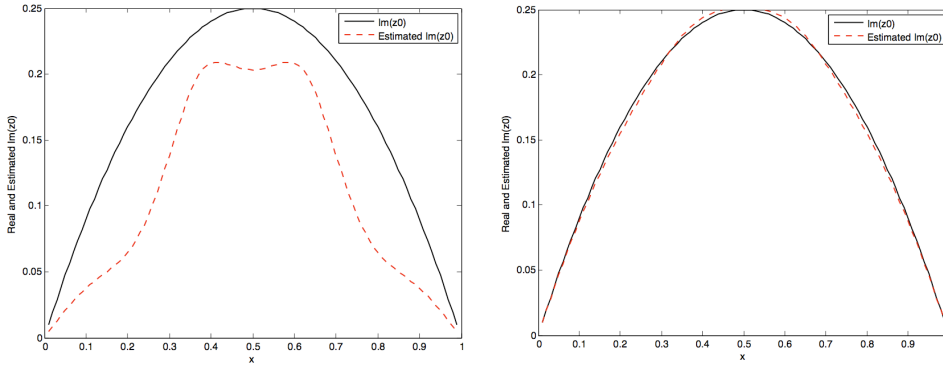 0.25
0.2
0.15
0.1
0.05
0
Real and Estimated Im(z0)
Im(z0)
Estimated Im(z0)
0 0.1 0.2 0.3 0.4 0.5 0.6 0.7 0.8 0.9 1
x
0.25
0.2
0.15
0.1
0.05
0
Real and Estimated Im(z0)
Im(z0)
Estimated Im(z0)
0 0.1 0.2 0.3 0.4 0.5 0.6 0.7 0.8 0.9
x